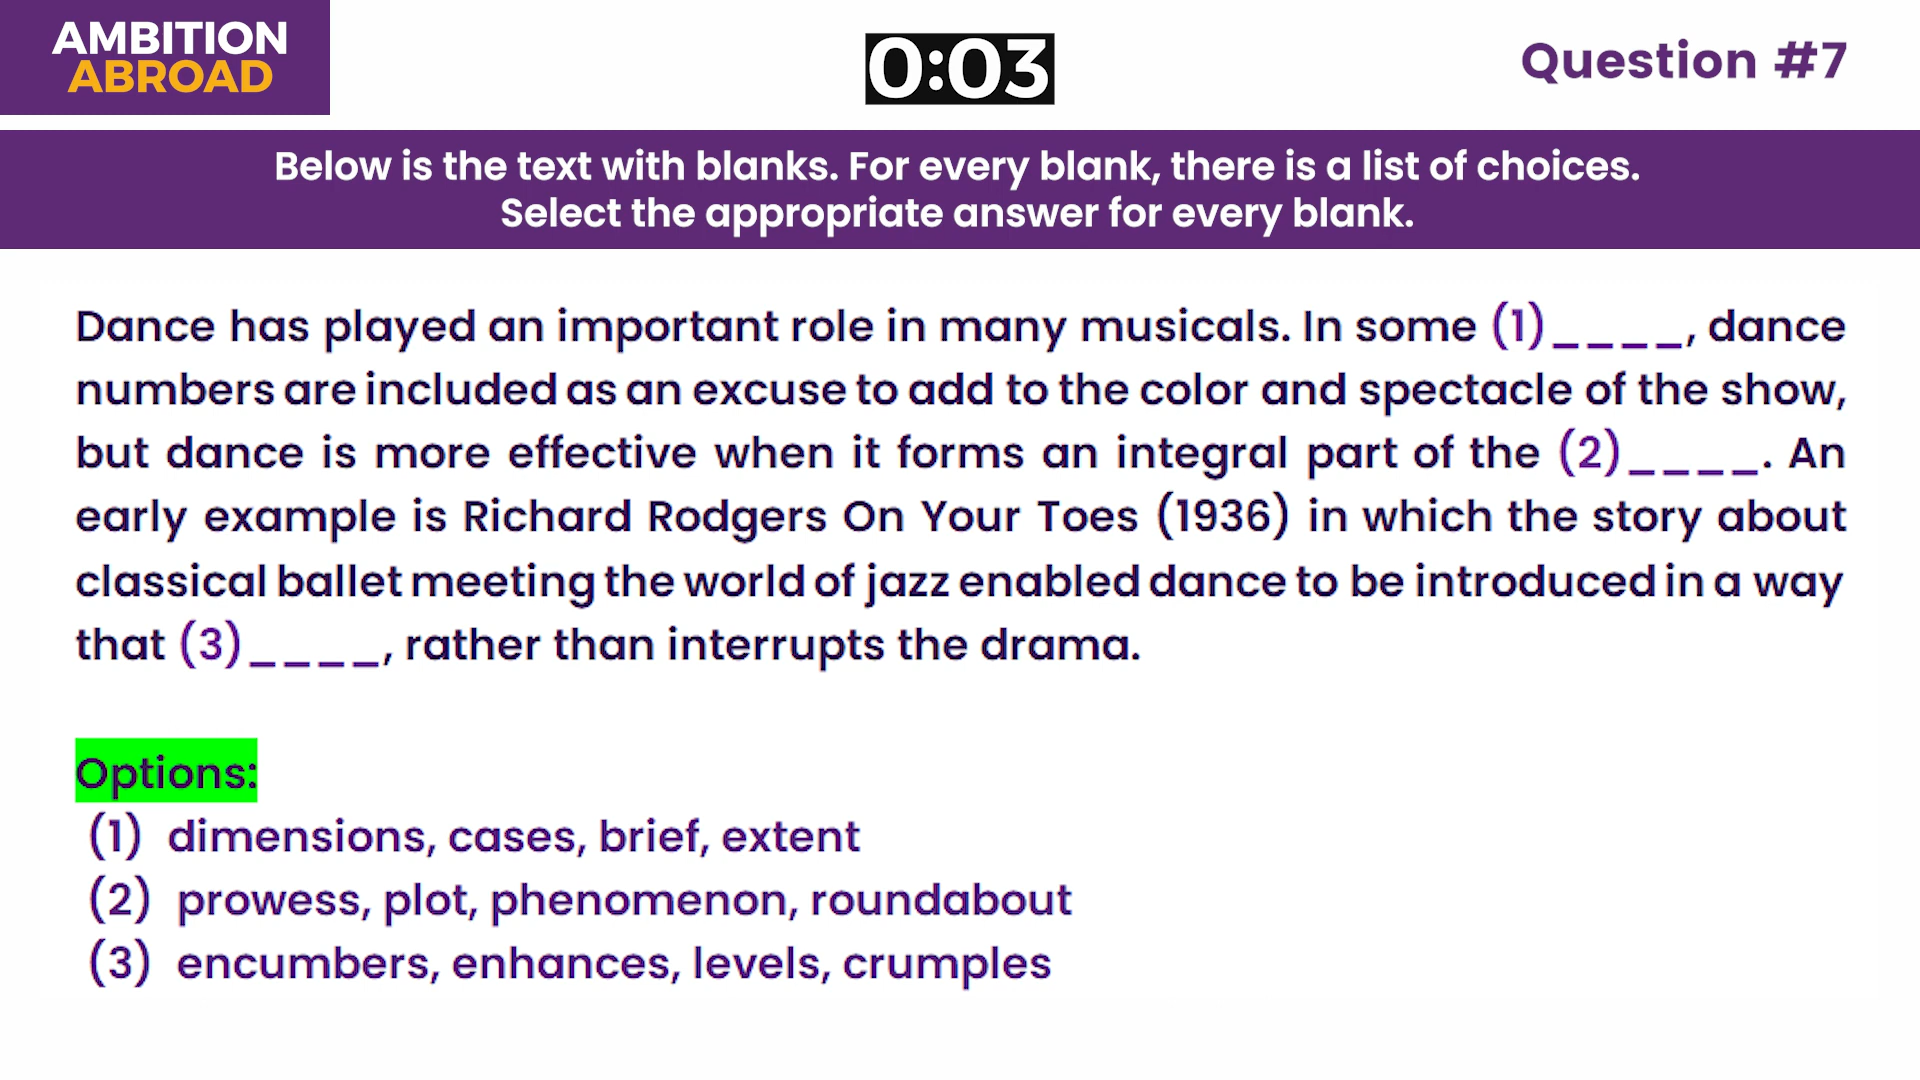 AMBITION
ABROAD
0:03
Question #7
Below is the text with blanks. For every blank, there is a list of choices.
Select the appropriate answer for every blank.
Dance has played an important role in many musicals. In some (1)____, dance
numbers are included as an excuse to add to the color and spectacle of the show,
but dance is more effective when it forms an integral part of the (2)____. An
early example is Richard Rodgers On Your Toes (1936) in which the story about
classical ballet meeting the world of jazz enabled dance to be introduced in a way
that (3)____, rather than interrupts the drama.
Options:
(1) dimensions, cases, brief, extent
(2) prowess, plot, phenomenon, roundabout
(3) encumbers, enhances, levels, crumples